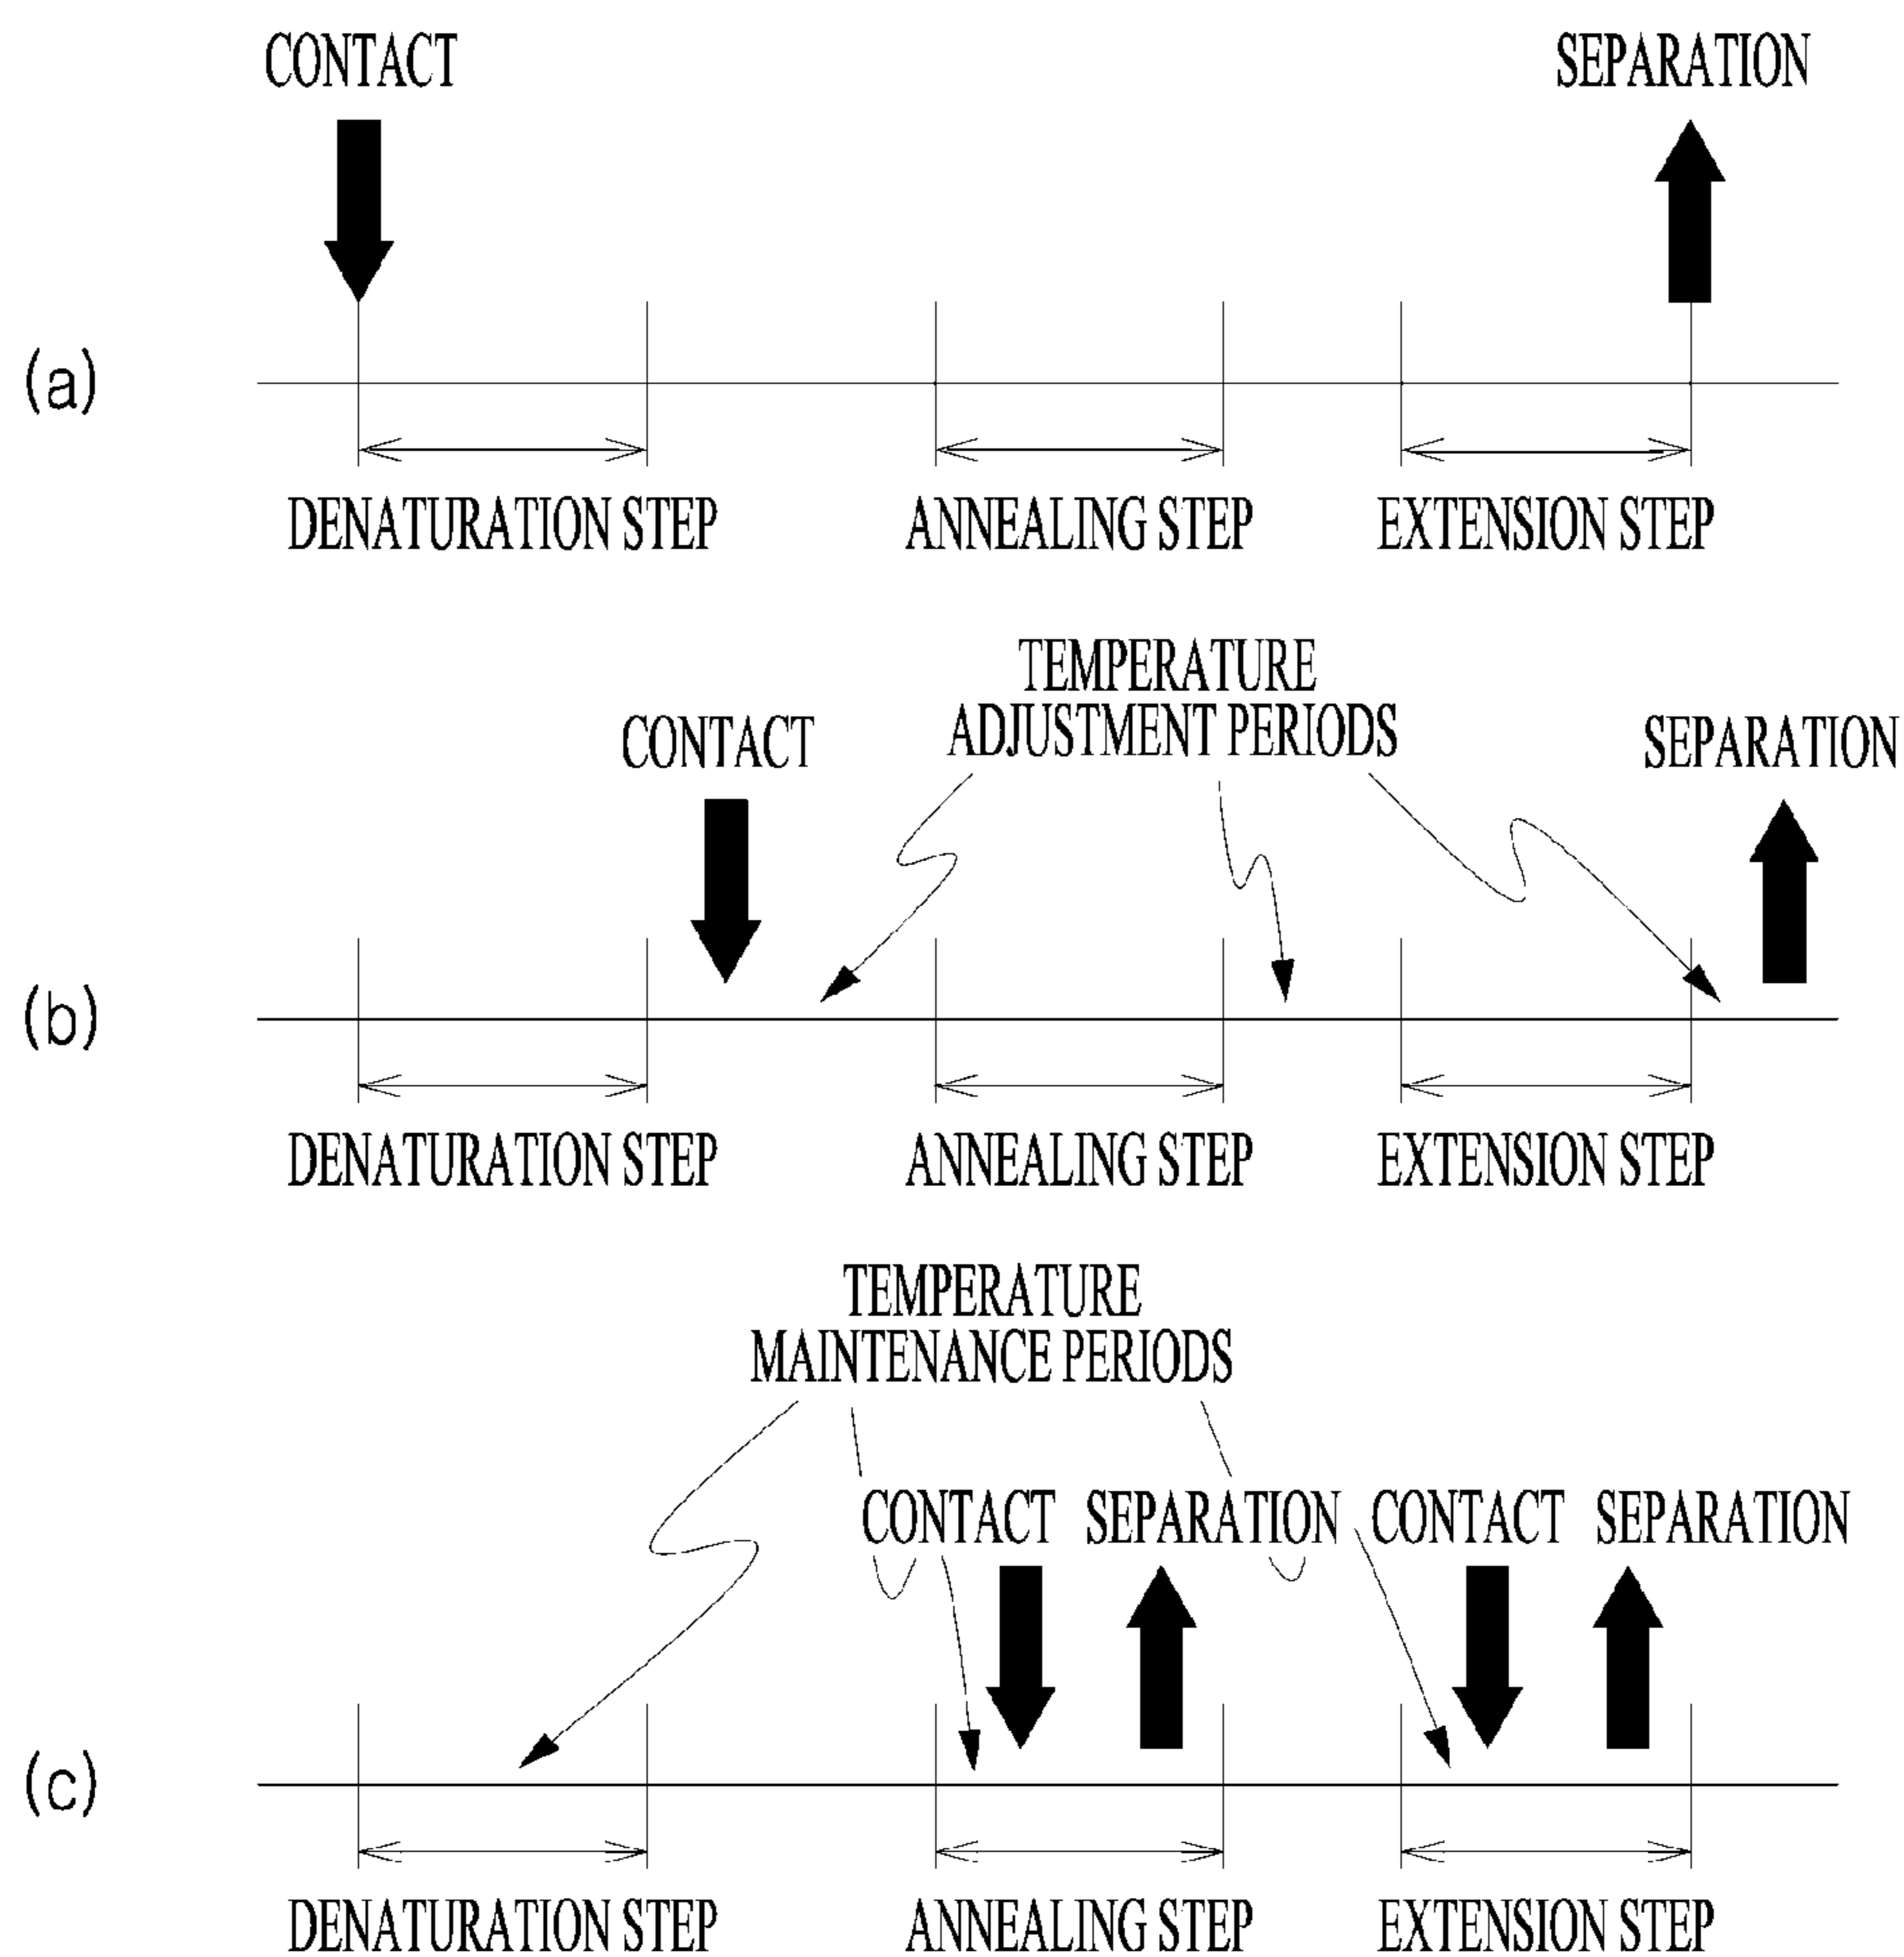 CONTACT
SEPARATION
(a)
DENATURATION STEP
ANNEALING STEP
EXTENSION STEP
TEMPERATURE
ADJUSTMENT PERIODS
CONTACT
SEPARATION
(b)
DENATURATION STEP
ANNEALING STEP
EXTENSION STEP
TEMPERATURE
MAINTENANCE PERIODS
CONTACT
SEPARATION
CONTACT
SEPARATION
(c)
DENATURATION STEP
ANNEALING STEP
EXTENSION STEP